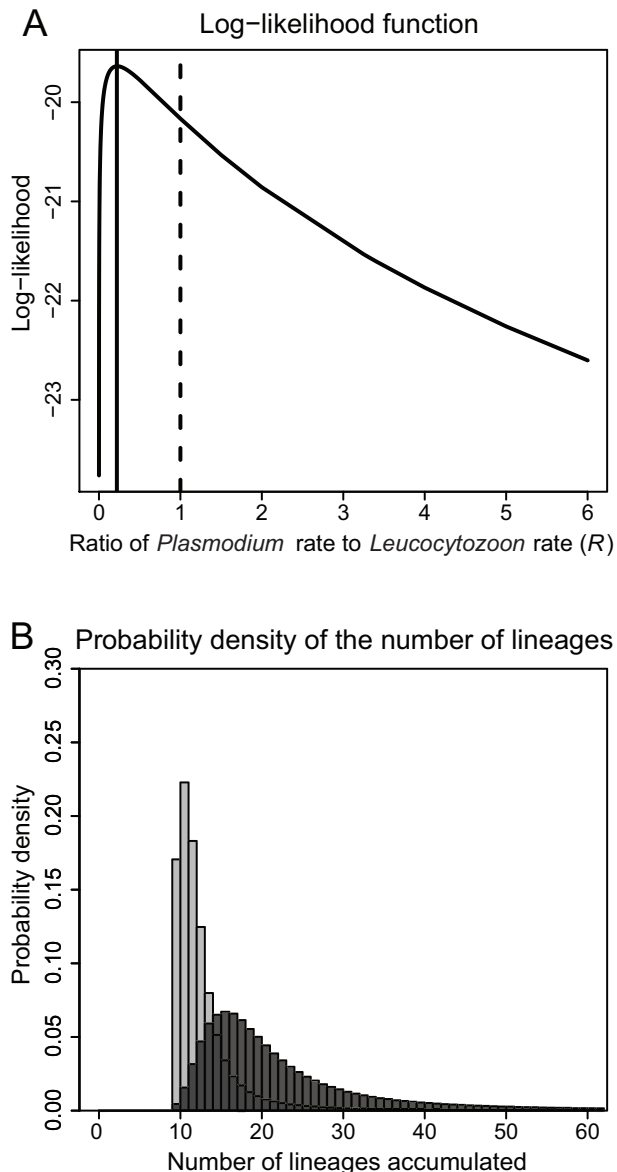 A
Log−likelihood function
Log−likelihood
−20
−21
−22
−23
0 1 2 3 4 5 6
Ratio of Plasmodium rate to Leucocytozoon rate (R)
B
Probability density of the number of lineages
Probability density
0.30
0.25
0.20
0.15
0.10
0.05
0.00
0 10 20 30 40 50 60
Number of lineages accumulated